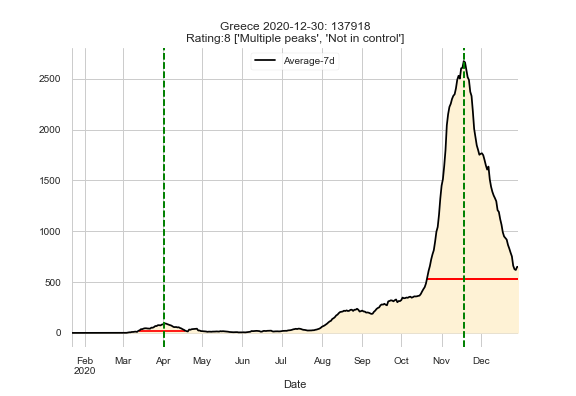 Greece 2020-12-30: 137918
Rating:8 ['Multiple peaks', 'Not in control']
Average-7d
2500
2000
1500
1000
500
0
Feb Mar Apr May Jun Jul Aug Sep Oct Nov Dec
2020
Date